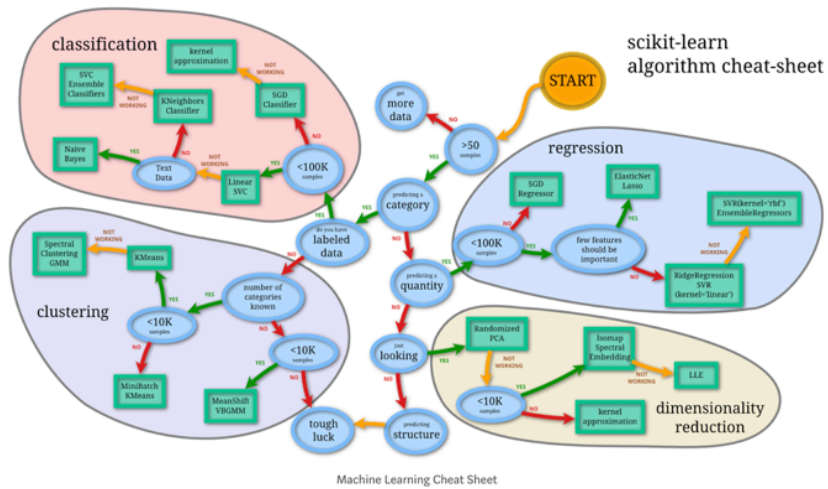 scikit-learn
algorithm cheat-sheet
START
classification
kernel
approximation
NOT
WORKING
SVC
Ensemble
Classifiers
NOT
WORKING
KNeighbors
Classifier
SGD
Classifier
NO
NO
Naive
Bayes
YES
Text
Data
NOT
WORKING
Linear
SVC
YES
<100K
samples
YES
get
more
data
NO
>50
samples
YES
predicting a
category
YES
NO
do you have
labeled
data
NO
predicting a
quantity
YES
NO
regression
SGD
Regressor
NO
<100K
samples
YES
ElasticNet
Lasso
YES
few features
should be
important
NO
SVR(kernel='rbf')
EnsembleRegressors
NOT
WORKING
RidgeRegression
SVR
(kernel='linear')
clustering
Spectral
Clustering
GMM
NOT
WORKING
KMeans
YES
number of
categories
known
YES
NO
<10K
samples
NO
MiniBatch
KMeans
<10K
samples
YES
NO
MeanShift
VBGMM
tough
luck
just
looking
YES
NO
predicting
structure
Randomized
PCA
NOT
WORKING
<10K
samples
YES
NO
Isomap
Spectral
Embedding
NOT
WORKING
LLE
kernel
approximation
dimensionality
reduction
Machine Learning Cheat Sheet